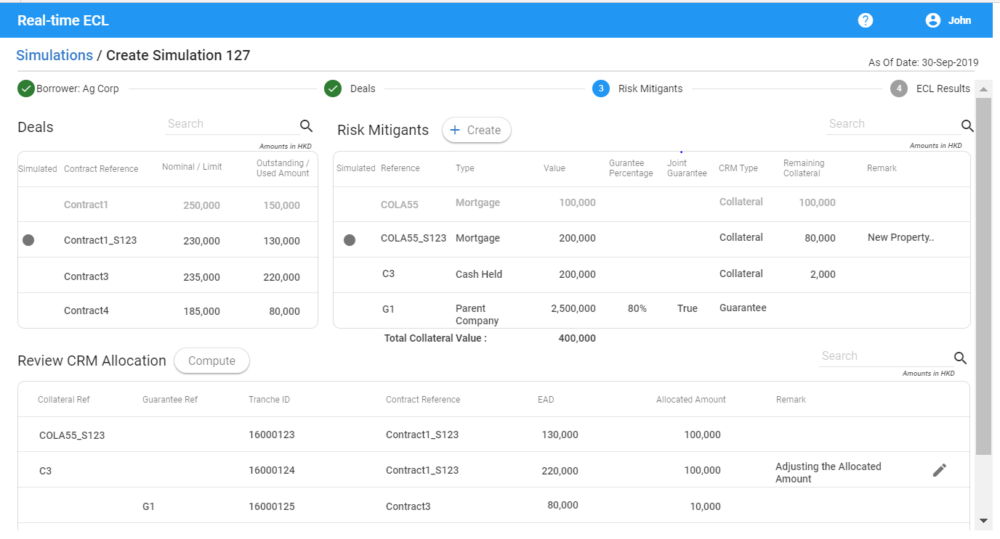 Real-time ECL
?
John
Simulations / Create Simulation 127
As Of Date: 30-Sep-2019
Borrower: Ag Corp
Deals
3
Risk Mitigants
4
ECL Results
Deals
Search
Amounts in HKD
Simulated Contract Reference Nominal / Limit Outstanding /
Used Amount
Contract1 250,000 150,000
Contract1_S123 230,000 130,000
Contract3 235,000 220,000
Contract4 185,000 80,000
Risk Mitigants
+ Create
Search
Amounts in HKD
Simulated Reference Type Value Gurantee Joint CRM Type Remaining Remark
Percentage Guarantee Collateral
COLA55 Mortgage 100,000 Collateral 100,000
COLA55_S123 Mortgage 200,000 Collateral 80,000 New Property..
C3 Cash Held 200,000 Collateral 2,000
G1 Parent 2,500,000 80% True Guarantee
Company
Total Collateral Value : 400,000
Review CRM Allocation
Compute
Search
Amounts in HKD
Collateral Ref Guarantee Ref Tranche ID Contract Reference EAD Allocated Amount Remark
COLA55_S123 16000123 Contract1_S123 130,000 100,000
C3 16000124 Contract1_S123 220,000 100,000 Adjusting the Allocated
Amount
G1 16000125 Contract3 80,000 10,000